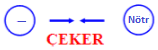 – Nötr
ÇEKER